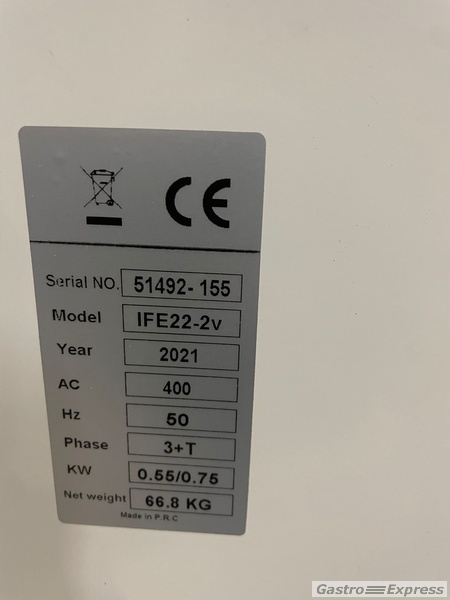 CE
Serial NO. 51492-155
Model IFE22-2v
Year 2021
AC 400
Hz 50
Phase 3+T
KW 0.55/0.75
Net weight 66.8 KG
Made in P.R.C
Gastro Express